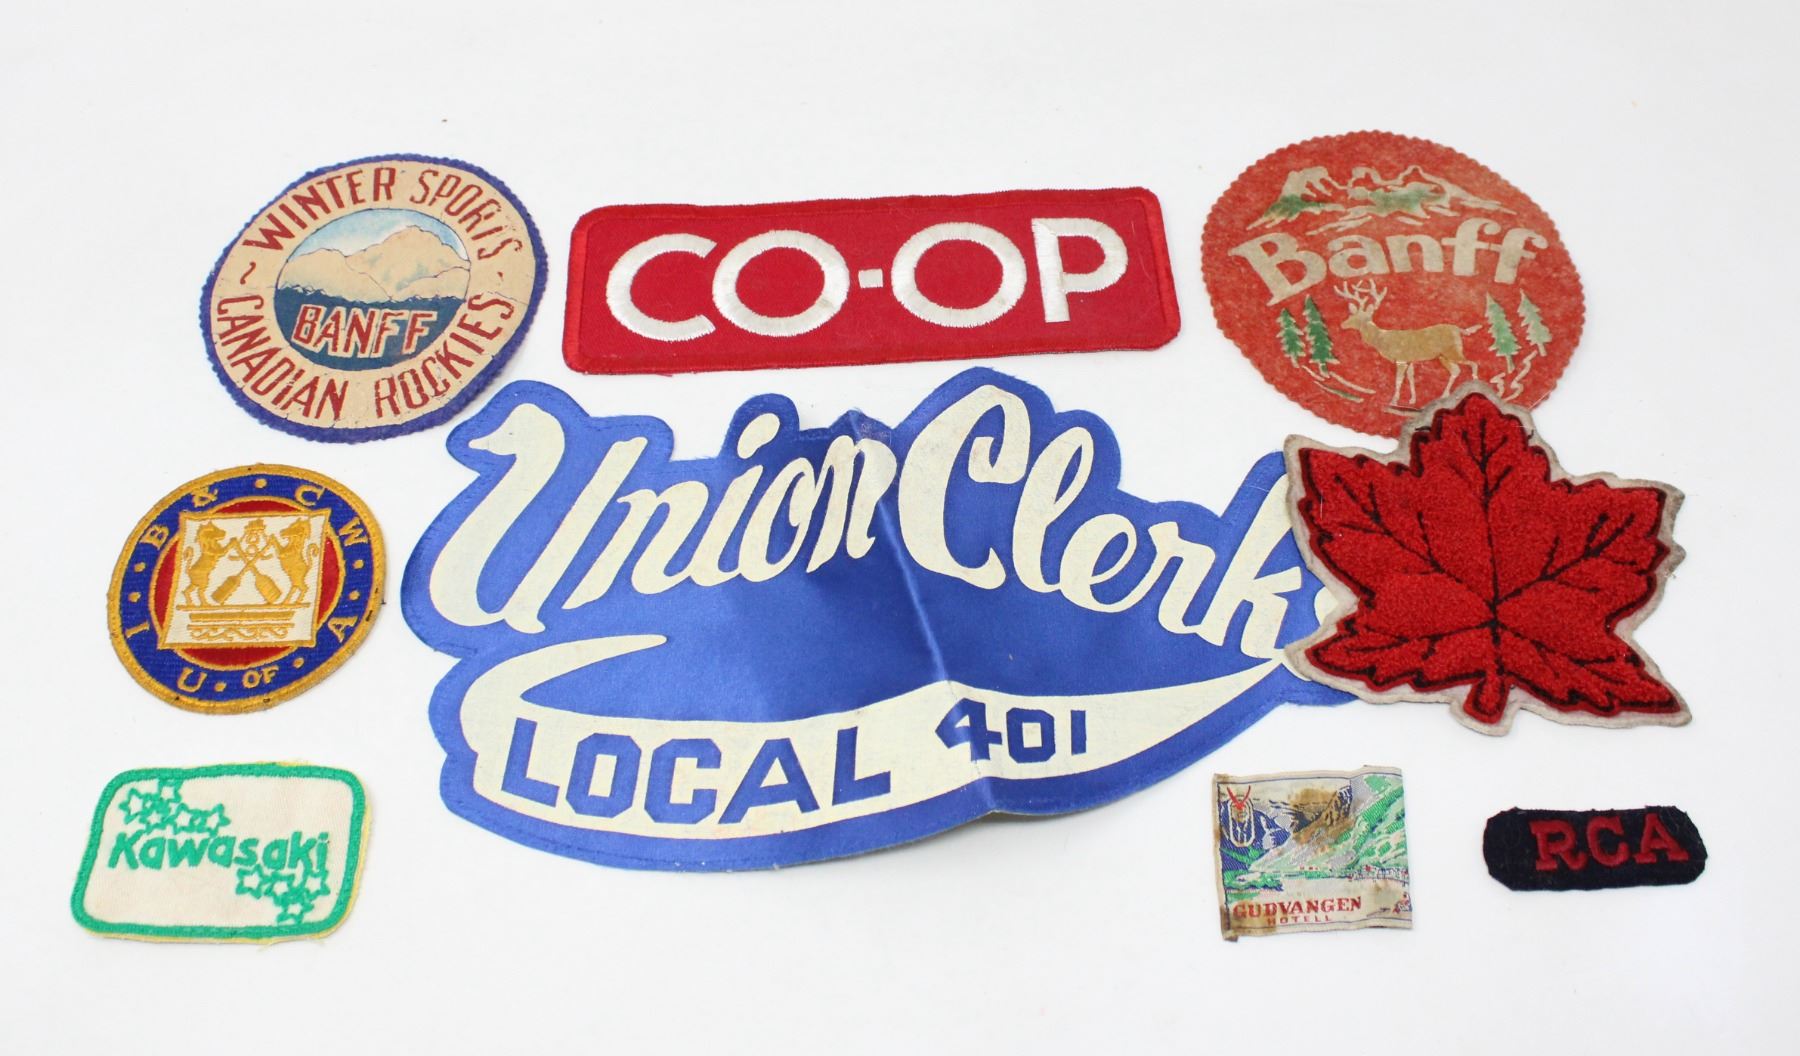 WINTER SPORTS
BANFF
~ CANADIAN ROCKIES ~
CO-OP
Banff
B & C W I U OF A
Union Clerks
LOCAL 401
Kawasaki
GUDVANGEN
HOTELL
RCA